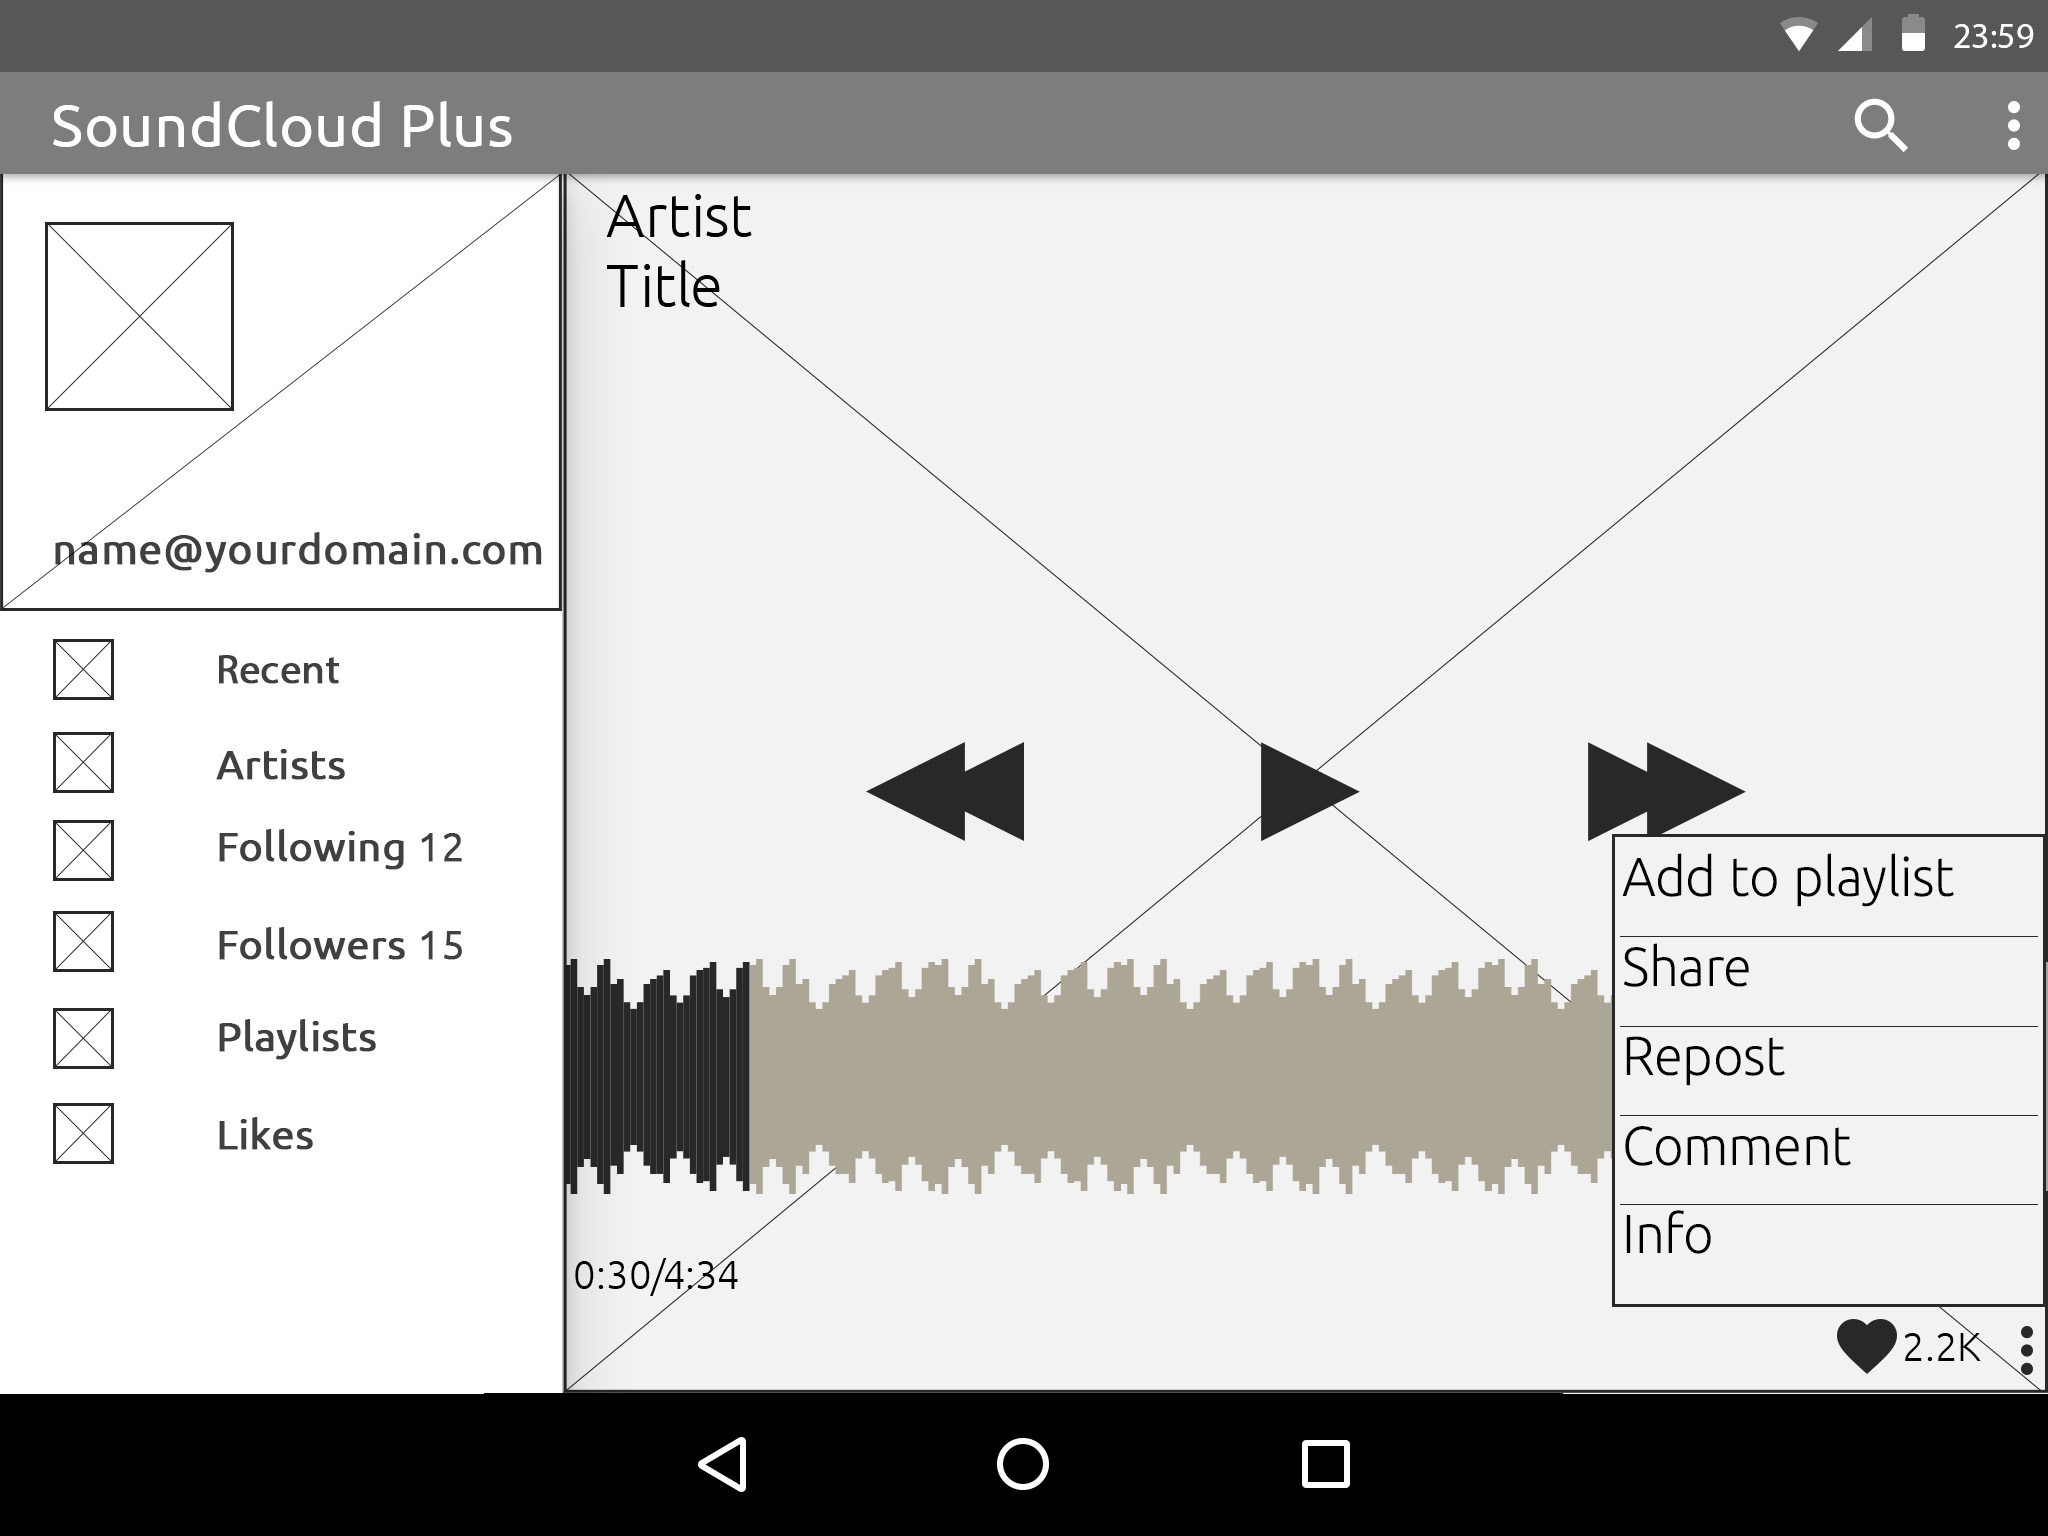 23:59
SoundCloud Plus
Artist
Title
name@yourdomain.com
Recent
Artists
Following 12
Followers 15
Playlists
Likes
Add to playlist
Share
Repost
Comment
Info
0:30/4:34
2.2K